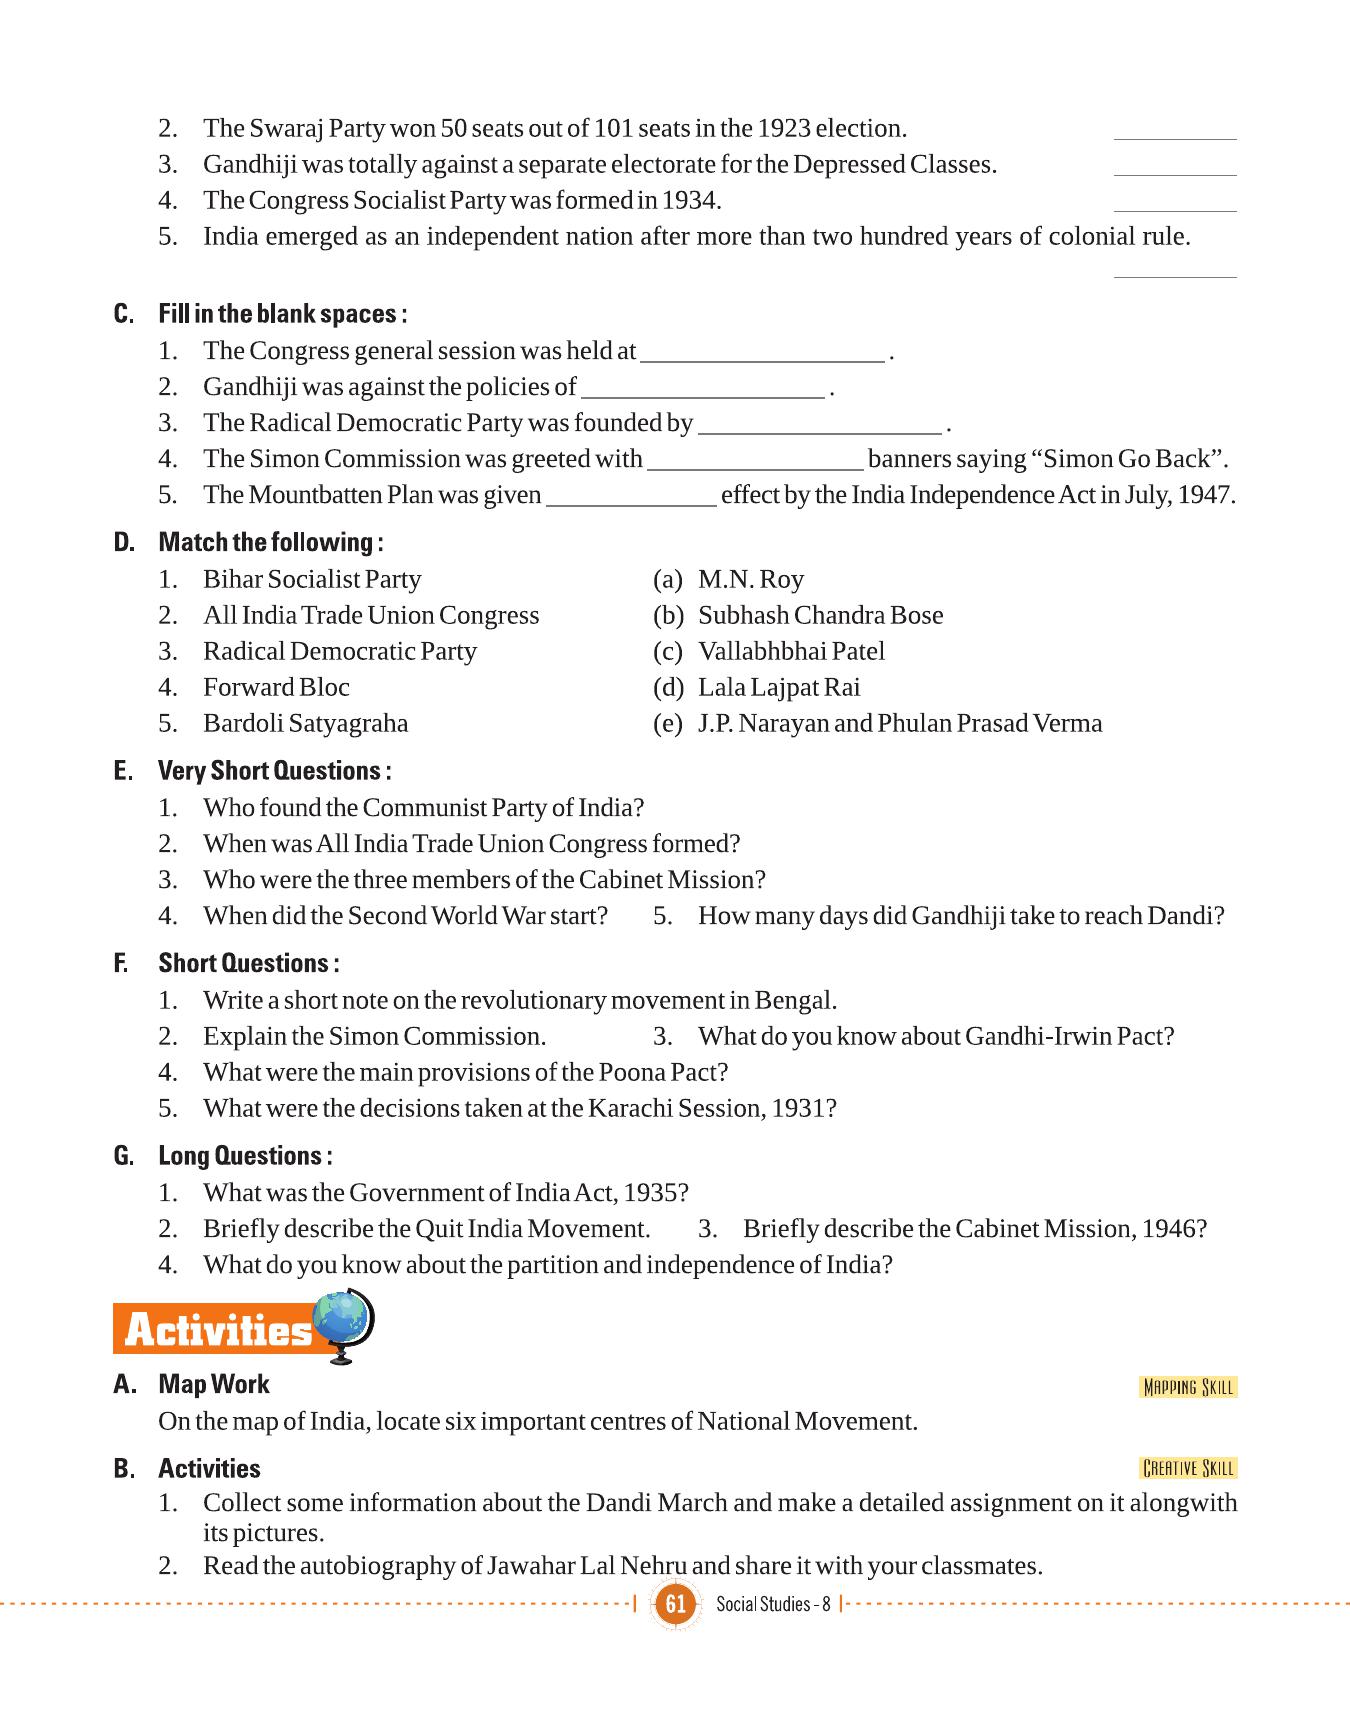 2. The Swaraj Party won 50 seats out of 101 seats in the 1923 election. ________
3. Gandhiji was totally against a separate electorate for the Depressed Classes. ________
4. The Congress Socialist Party was formed in 1934. ________
5. India emerged as an independent nation after more than two hundred years of colonial rule.
________
C. Fill in the blank spaces :
1. The Congress general session was held at ________________ .
2. Gandhiji was against the policies of ________________ .
3. The Radical Democratic Party was founded by ________________ .
4. The Simon Commission was greeted with ______________ banners saying “Simon Go Back”.
5. The Mountbatten Plan was given ___________ effect by the India Independence Act in July, 1947.
D. Match the following :
1. Bihar Socialist Party (a) M.N. Roy
2. All India Trade Union Congress (b) Subhash Chandra Bose
3. Radical Democratic Party (c) Vallabhbhai Patel
4. Forward Bloc (d) Lala Lajpat Rai
5. Bardoli Satyagraha (e) J.P. Narayan and Phulan Prasad Verma
E. Very Short Questions :
1. Who found the Communist Party of India?
2. When was All India Trade Union Congress formed?
3. Who were the three members of the Cabinet Mission?
4. When did the Second World War start? 5. How many days did Gandhiji take to reach Dandi?
F. Short Questions :
1. Write a short note on the revolutionary movement in Bengal.
2. Explain the Simon Commission. 3. What do you know about Gandhi-Irwin Pact?
4. What were the main provisions of the Poona Pact?
5. What were the decisions taken at the Karachi Session, 1931?
G. Long Questions :
1. What was the Government of India Act, 1935?
2. Briefly describe the Quit India Movement. 3. Briefly describe the Cabinet Mission, 1946?
4. What do you know about the partition and independence of India?
Activities
A. Map Work MAPPING SKILL
On the map of India, locate six important centres of National Movement.
B. Activities CREATIVE SKILL
1. Collect some information about the Dandi March and make a detailed assignment on it alongwith
its pictures.
2. Read the autobiography of Jawahar Lal Nehru and share it with your classmates.
61 Social Studies - 8